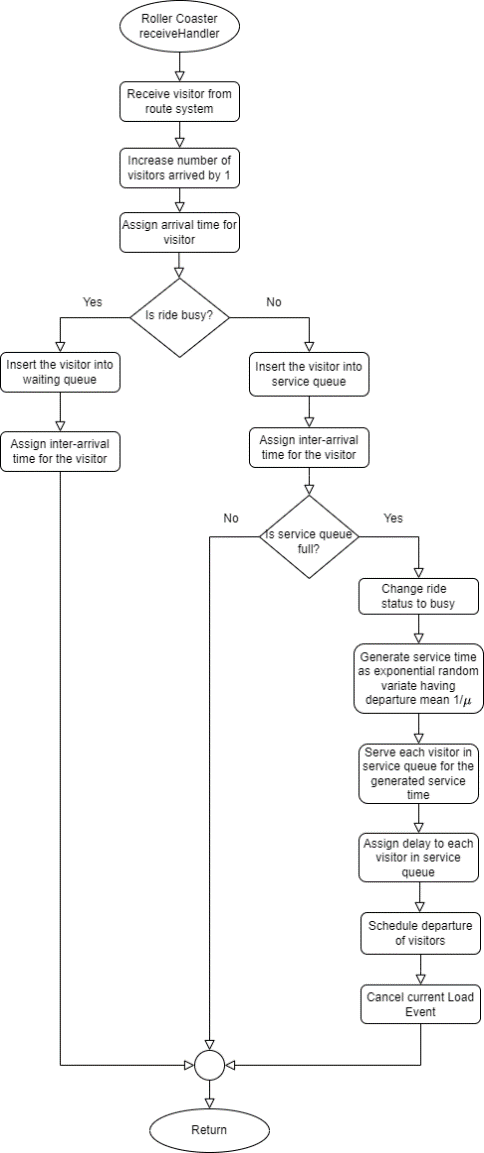 Roller Coaster
receiveHandler
Receive visitor from
route system
Increase number of
visitors arrived by 1
Assign arrival time for
visitor
Is ride busy?
Yes
No
Insert the visitor into
waiting queue
Insert the visitor into
service queue
Assign inter-arrival
time for the visitor
Assign inter-arrival
time for the visitor
Is service queue
full?
No
Yes
Change ride
status to busy
Generate service time
as exponential random
variate having
departure mean 1/μ
Serve each visitor in
service queue for the
generated service
time
Assign delay to each
visitor in service
queue
Schedule departure
of visitors
Cancel current Load
Event
Return